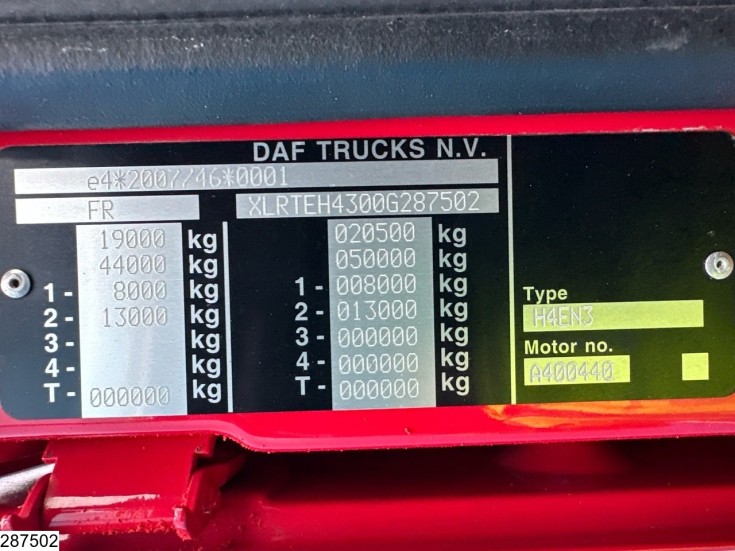 DAF TRUCKS N.V.
e4*2007/46*0001
FR XLRTEH4300G287502
19000 kg 020500 kg
44000 kg 050000 kg
1- 8000 kg 1- 008000 kg
2- 13000 kg 2- 013000 kg
3- kg 3- 000000 kg
4- kg 4- 000000 kg
T- 000000 kg T- 000000 kg
Type
H4EN3
Motor no.
A400440
287502